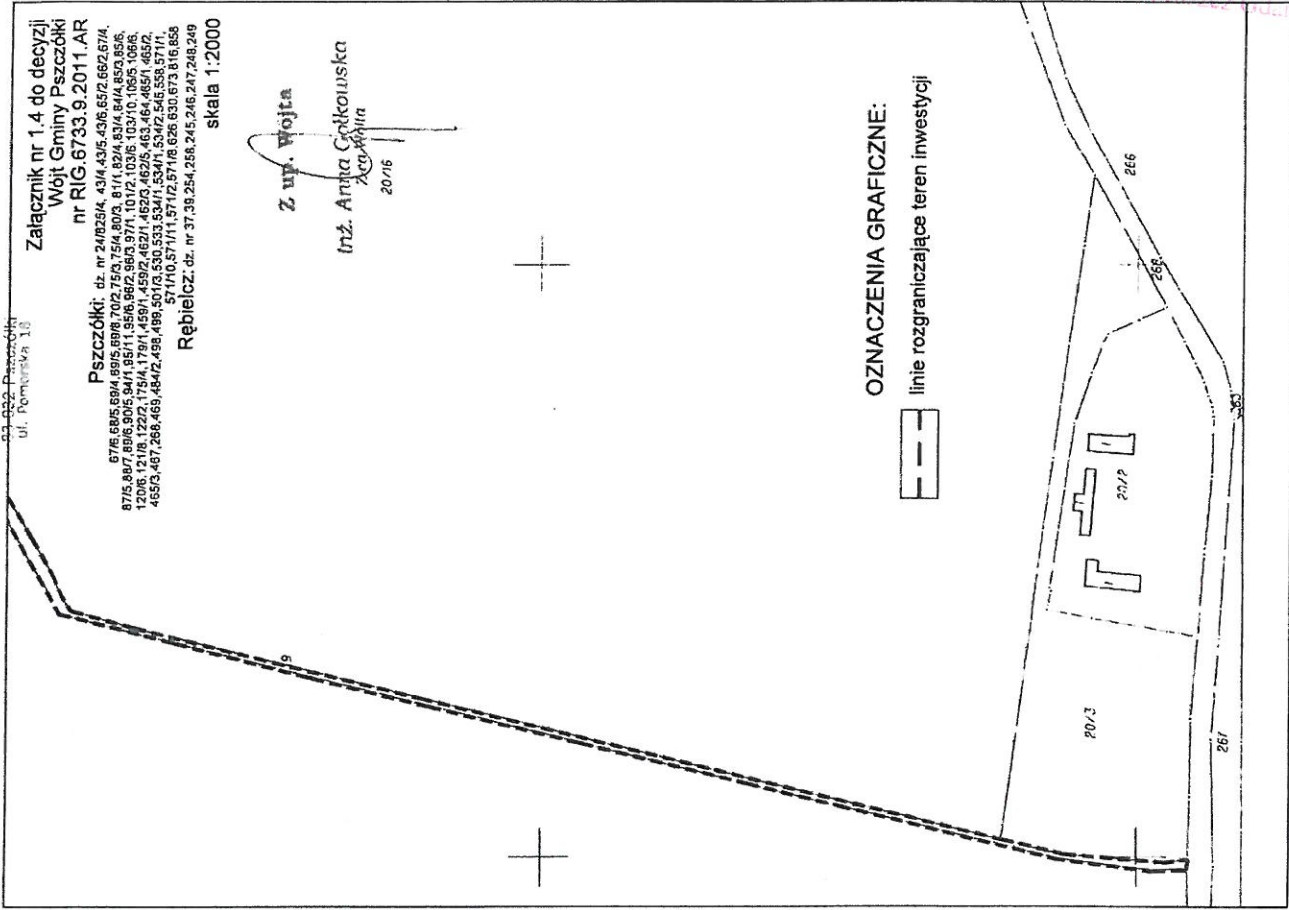 ul. Pomorska 18
Załącznik nr 1.4 do decyzji
Wójt Gminy Pszczółki
nr RIG.6733.9.2011.AR
Pszczółki: dz. nr 24/825/4, 43/4,43/5,43/6,65/2,66/2,67/4,
67/6,68/5,69/4,69/5,69/8,70/2,75/3,75/4,80/3, 81/1,82/4,83/4,84/4,85/3,85/6,
87/5,88/7,89/6,90/5,94/1,95/11,95/6,96/2,96/3,97/1,101/2,103/6,103/10,106/5,106/6,
120/6,121/8,122/2,175/4,179/1,459/1,459/2,462/1,462/3,462/5,463,464,465/1,465/2,
465/3,467,268,469,484/2,498,499,501/3,530,533,534/1,534/1,534/2,545,558,571/1,
571/10,571/11,571/2,571/8,626,630,673,816,858
Rębielcz: dz. nr 37,39,254,258,245,246,247,248,249
skala 1:2000
Z up. Wójta
inż. Anna Gołkowska
20/16
9
OZNACZENIA GRAFICZNE:
linie rozgraniczające teren inwestycji
266
268
20/2
20/3
267